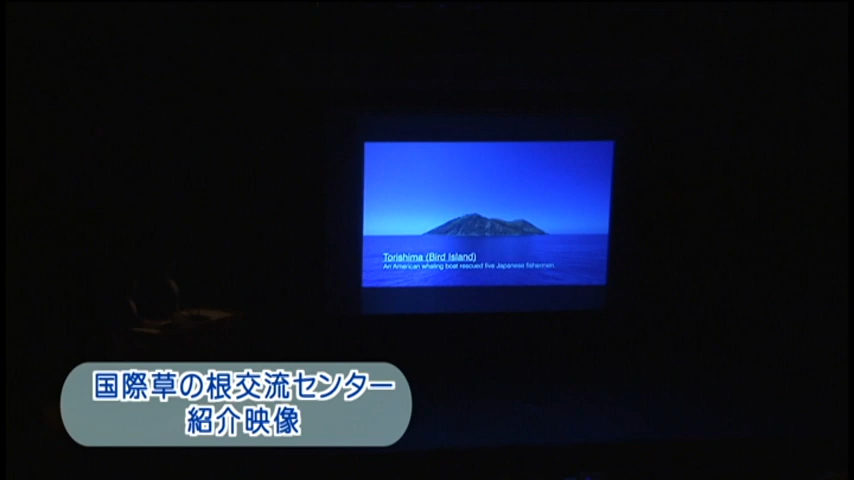 Torishima (Bird Island)
An American whaling boat rescued five Japanese fishermen.
国際草の根交流センター
紹介映像